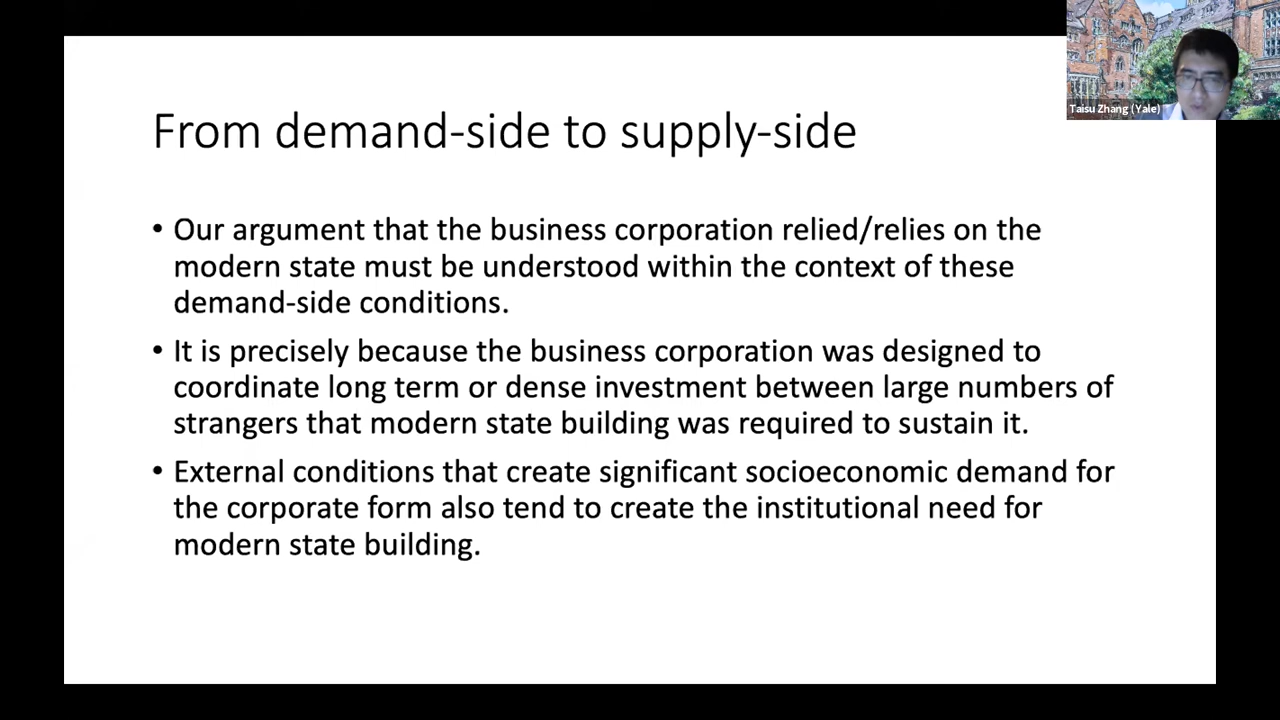 Taisu Zhang (Yale)
From demand-side to supply-side
• Our argument that the business corporation relied/relies on the
modern state must be understood within the context of these
demand-side conditions.
• It is precisely because the business corporation was designed to
coordinate long term or dense investment between large numbers of
strangers that modern state building was required to sustain it.
• External conditions that create significant socioeconomic demand for
the corporate form also tend to create the institutional need for
modern state building.